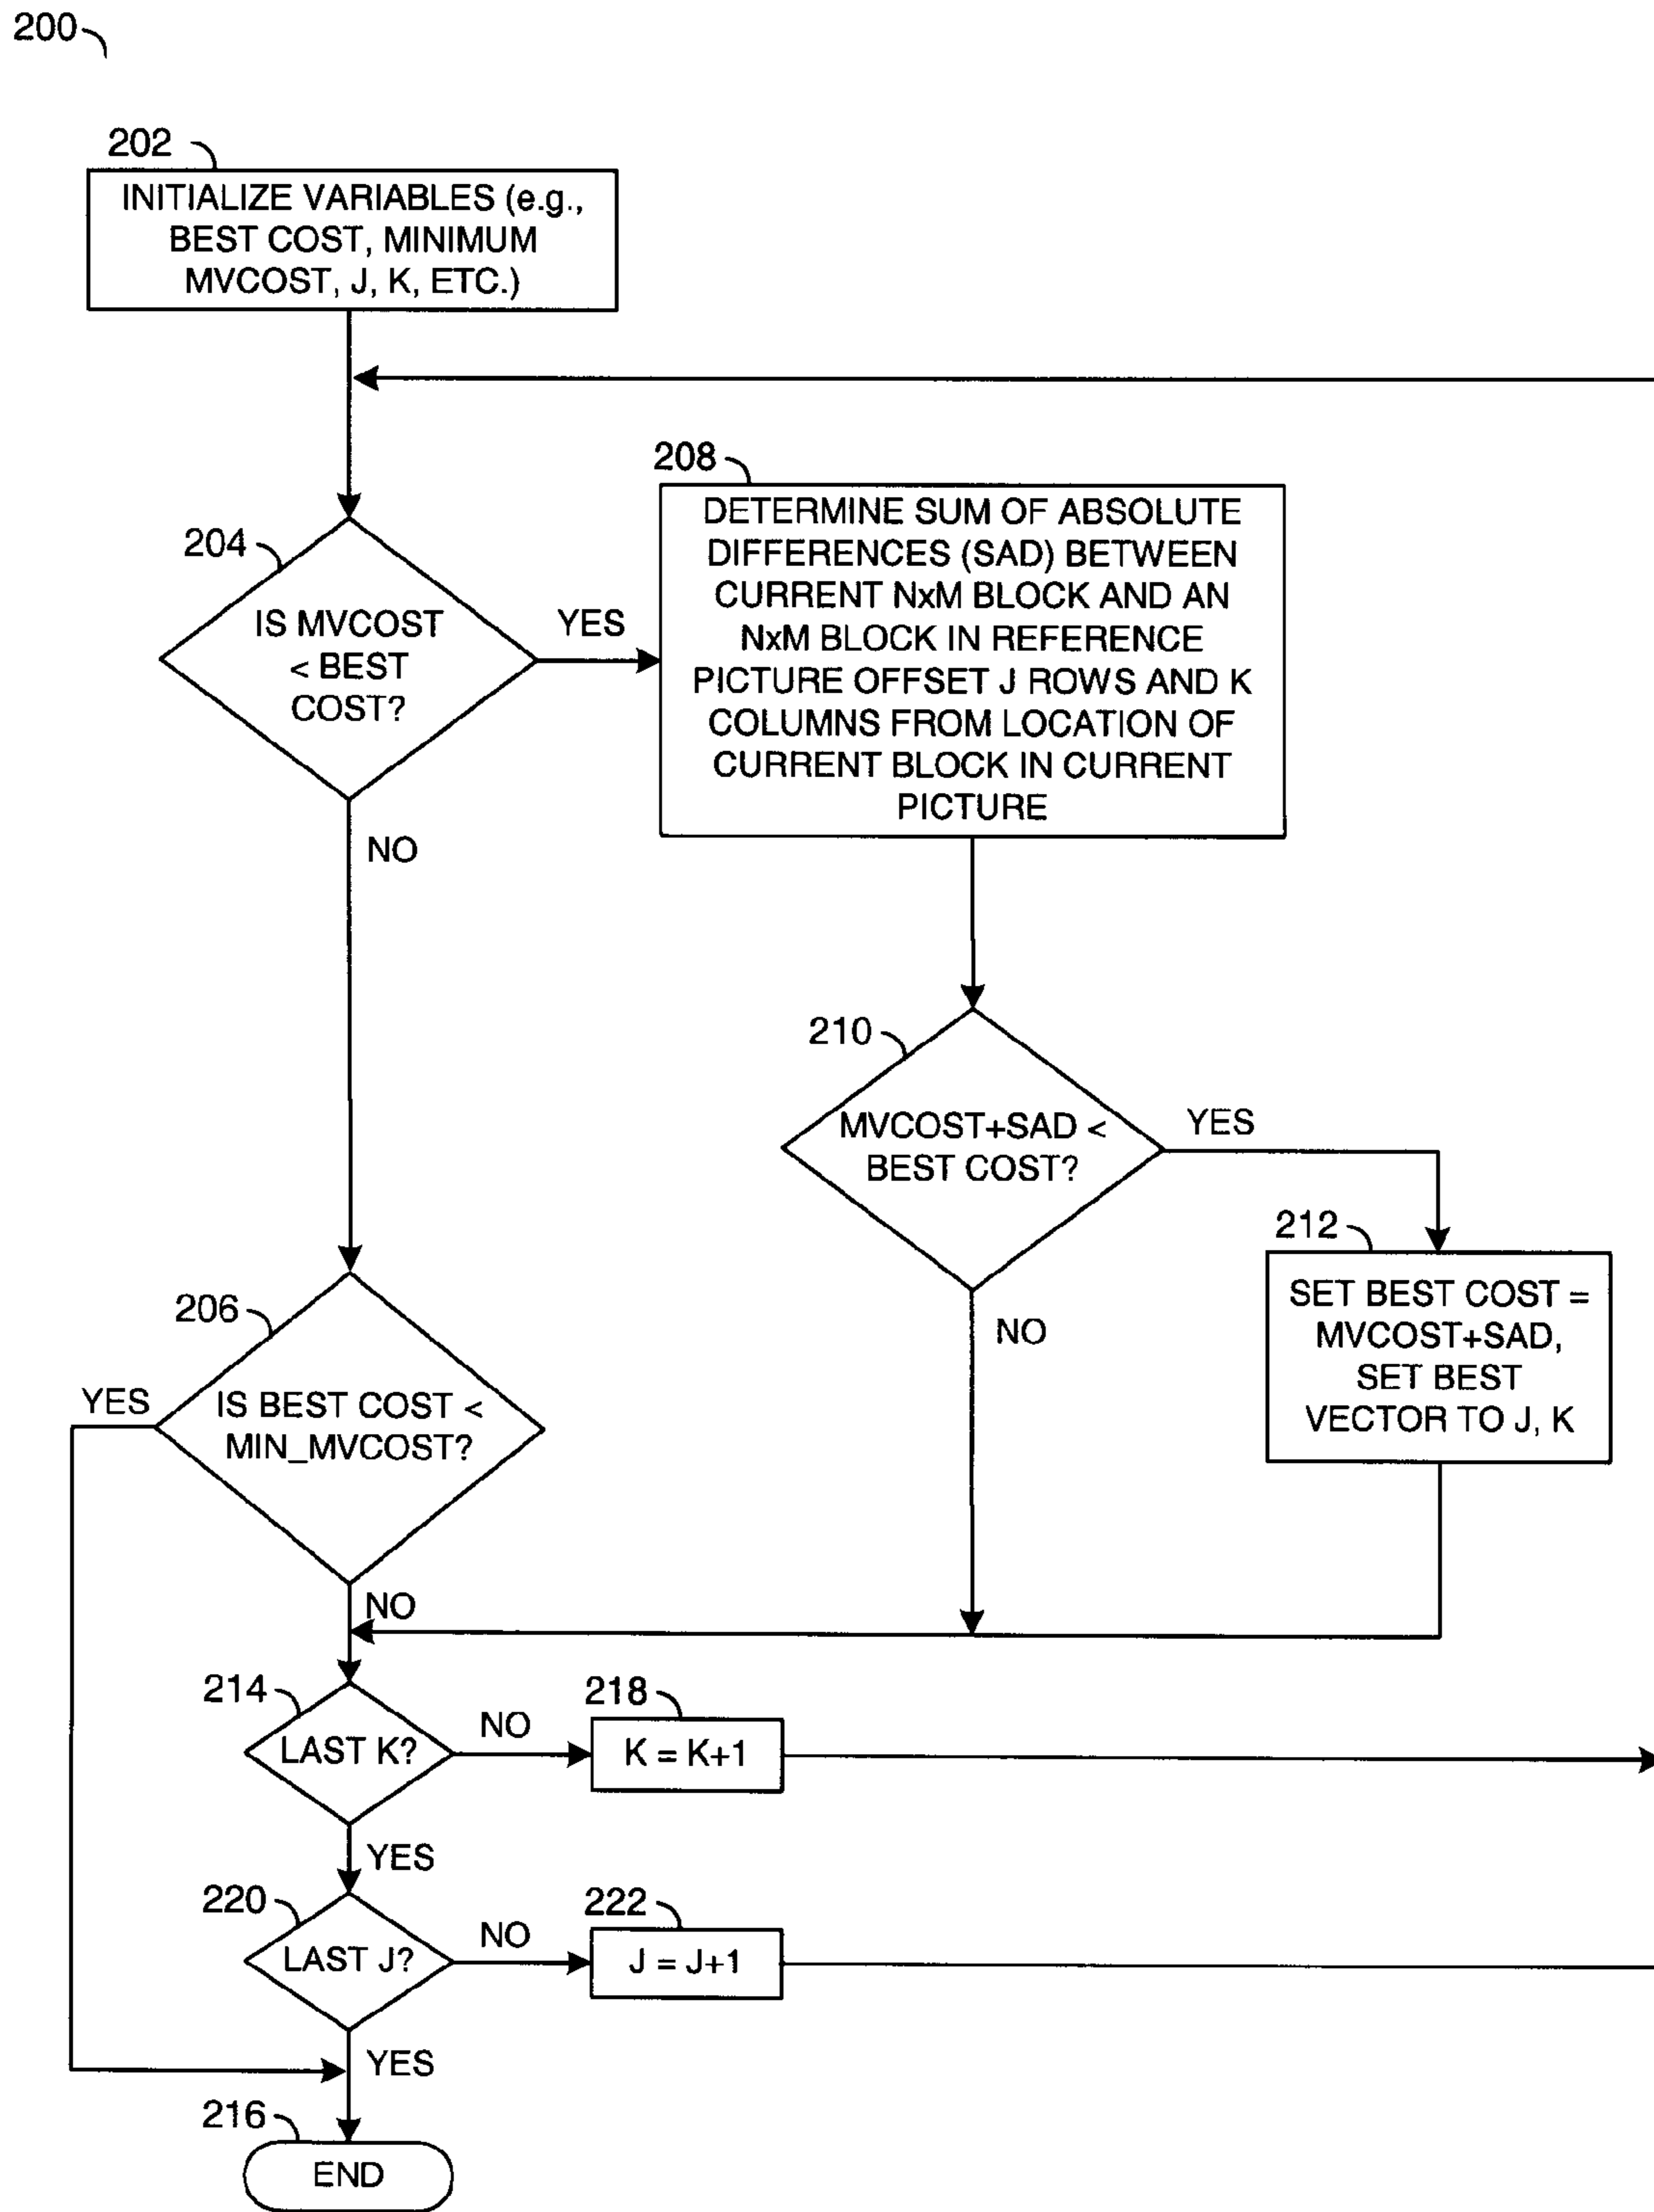 200
202
INITIALIZE VARIABLES (e.g.,
BEST COST, MINIMUM
MVCOST, J, K, ETC.)
204
IS MVCOST
< BEST
COST?
YES
NO
208
DETERMINE SUM OF ABSOLUTE
DIFFERENCES (SAD) BETWEEN
CURRENT NxM BLOCK AND AN
NxM BLOCK IN REFERENCE
PICTURE OFFSET J ROWS AND K
COLUMNS FROM LOCATION OF
CURRENT BLOCK IN CURRENT
PICTURE
210
MVCOST+SAD <
BEST COST?
YES
NO
212
SET BEST COST =
MVCOST+SAD,
SET BEST
VECTOR TO J, K
206
YES
IS BEST COST <
MIN_MVCOST?
NO
214
LAST K?
NO
218
K = K+1
YES
220
LAST J?
NO
222
J = J+1
YES
216
END